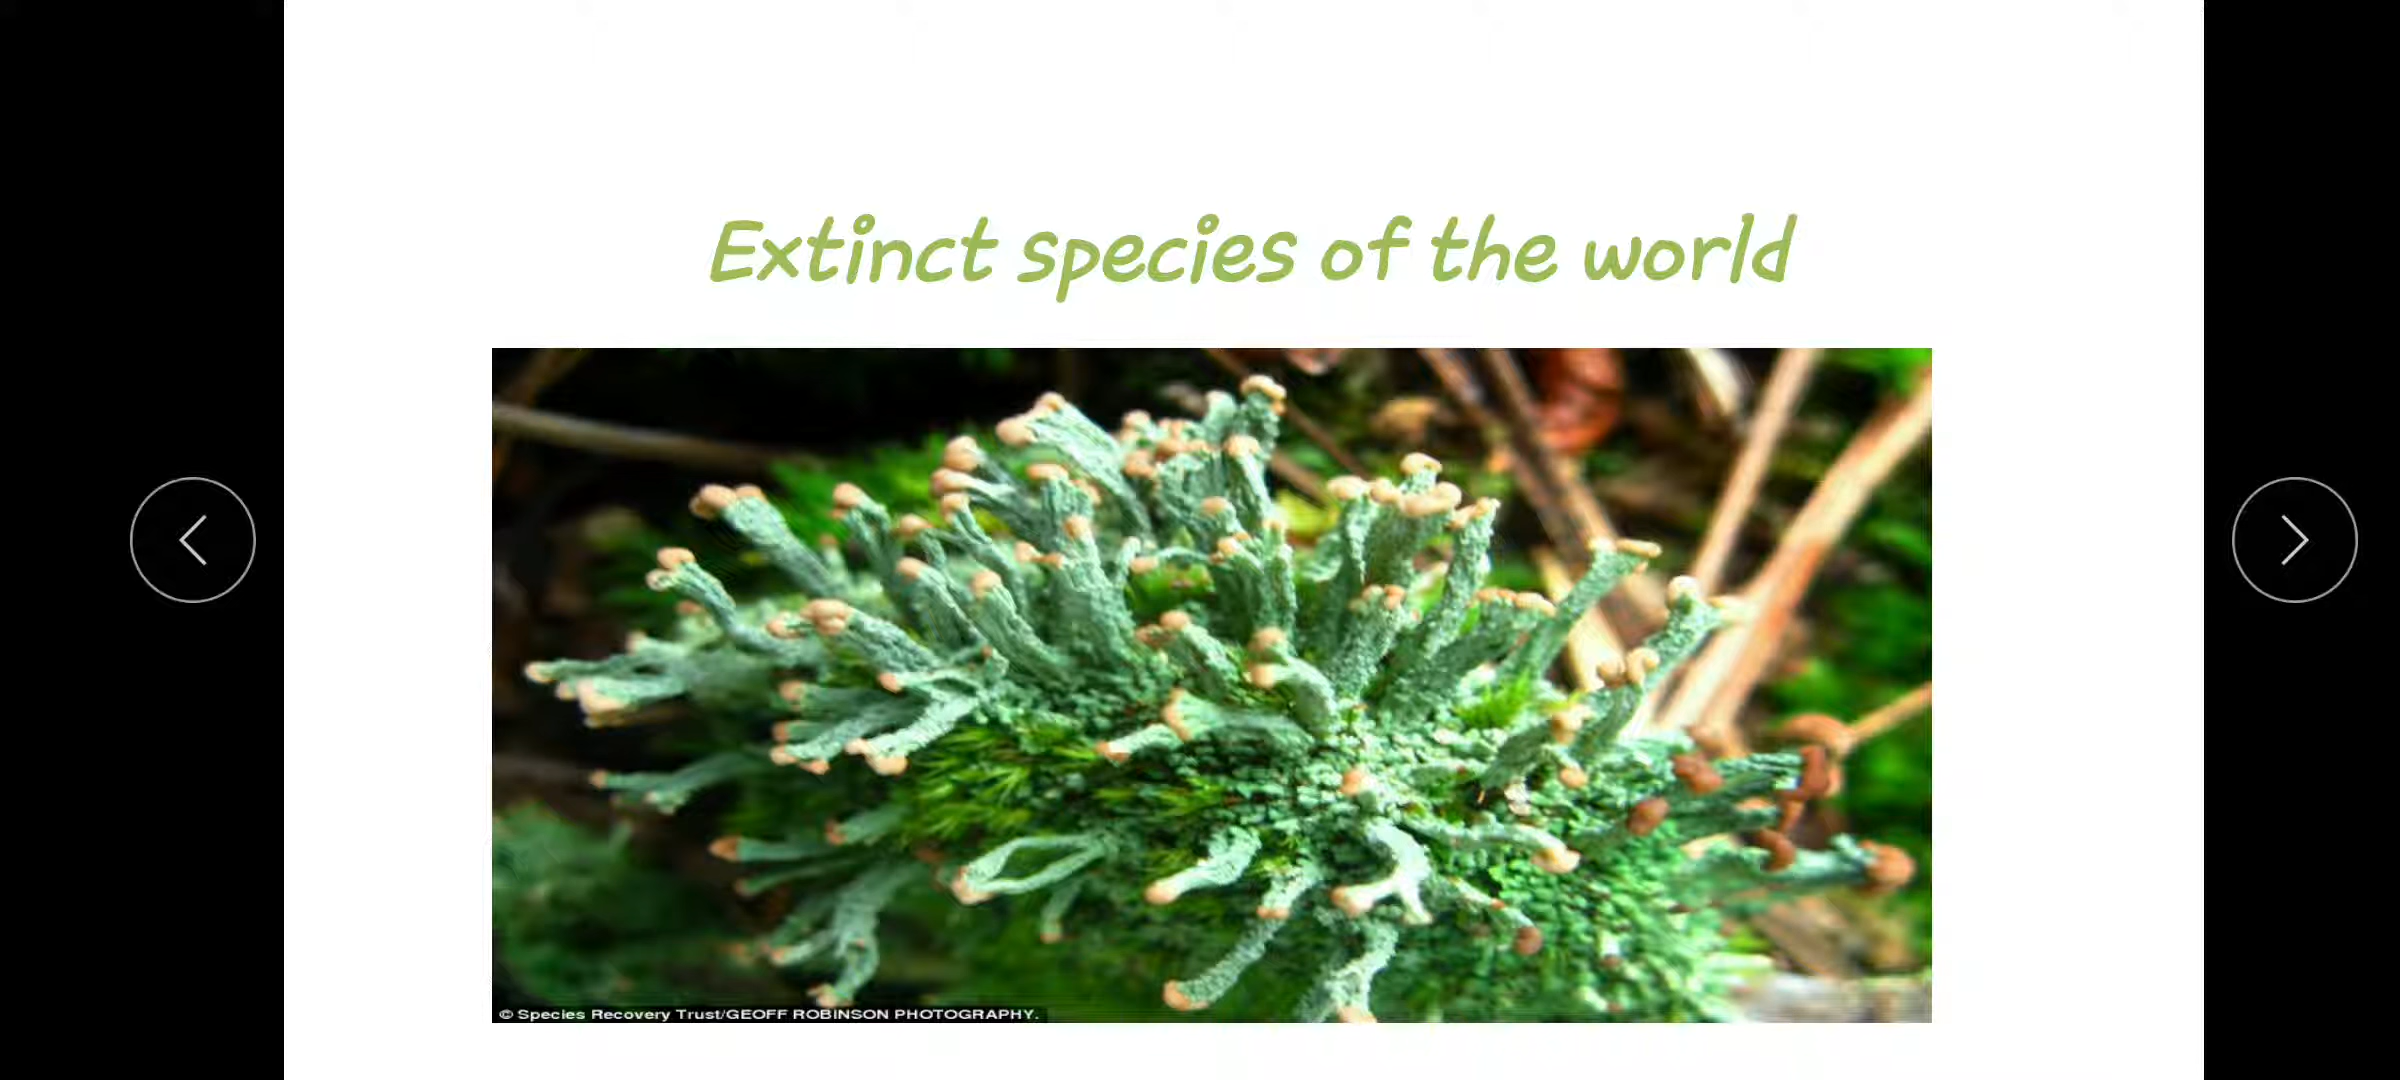 Extinct species of the world
© Species Recovery Trust/GEOFF ROBINSON PHOTOGRAPHY.